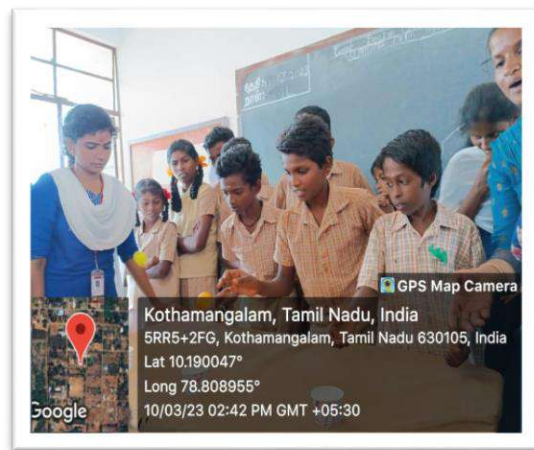 GPS Map Camera
Kothamangalam, Tamil Nadu, India
5RR5+2FG, Kothamangalam, Tamil Nadu 630105, India
Lat 10.190047°
Long 78.808955°
10/03/23 02:42 PM GMT +05:30
Google